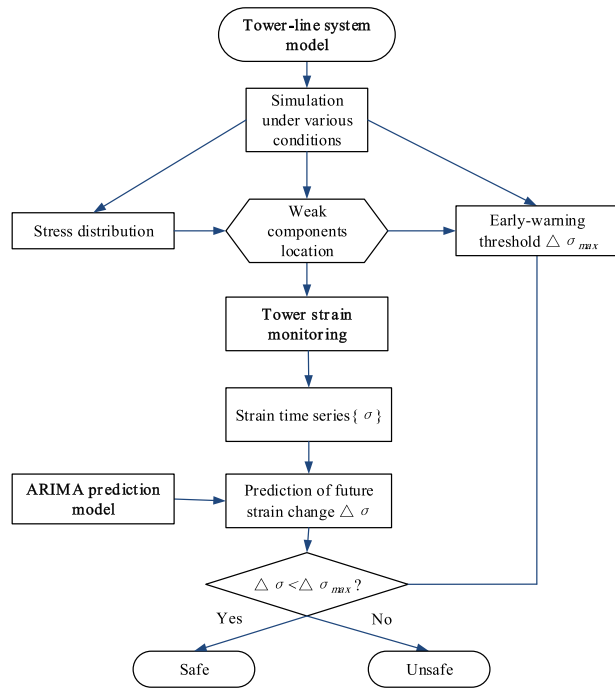 Tower-line system
model
Simulation
under various
conditions
Stress distribution
Weak
components
location
Early-warning
threshold △ σmax
Tower strain
monitoring
Strain time series{ σ}
ARIMA prediction
model
Prediction of future
strain change △ σ
△ σ<△ σmax?
Yes
No
Safe
Unsafe